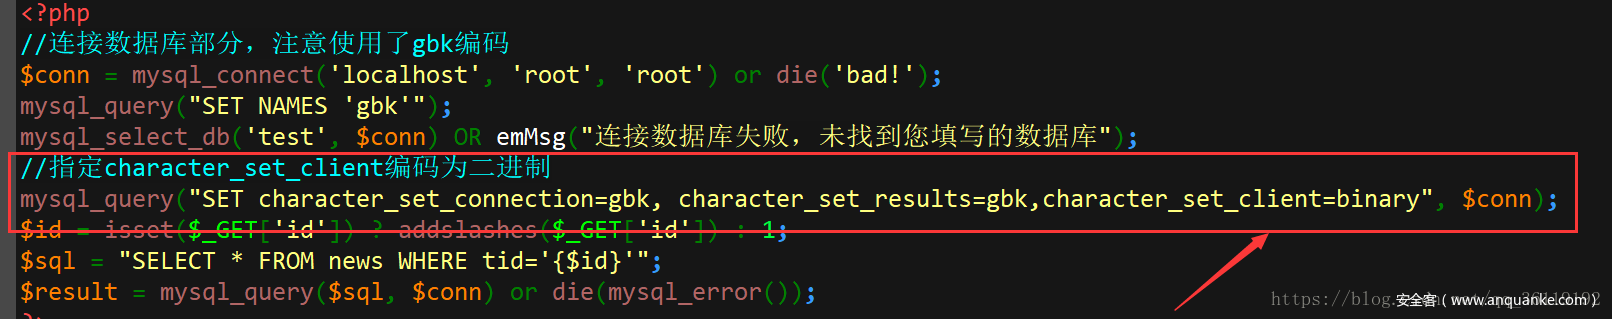 <?php
//连接数据库部分，注意使用了gbk编码
$conn = mysql_connect('localhost', 'root', 'root') or die('bad!');
mysql_query("SET NAMES 'gbk'");
mysql_select_db('test', $conn) OR emMsg("连接数据库失败，未找到您填写的数据库");
//指定character_set_client编码为二进制
mysql_query("SET character_set_connection=gbk, character_set_results=gbk,character_set_client=binary", $conn);
$id = isset($_GET['id']) ? addslashes($_GET['id']) : 1;
$sql = "SELECT * FROM news WHERE tid='{$id}'";
$result = mysql_query($sql, $conn) or die(mysql_error());
https://blog.
安全客（www.anquanke.com）